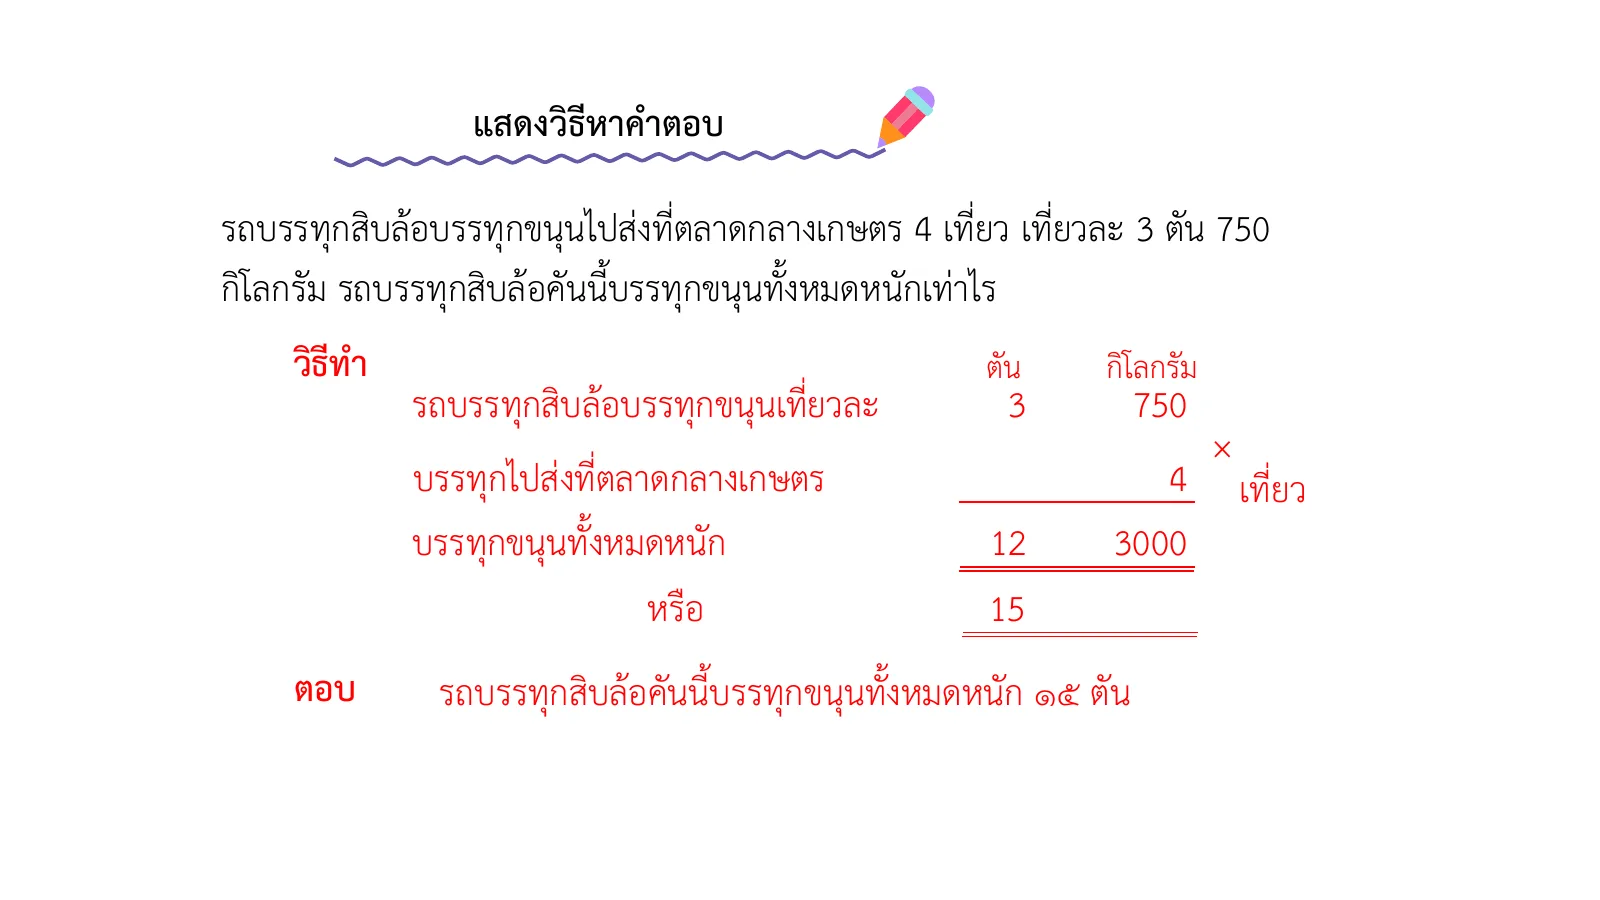 แสดงวิธีหาคำตอบ
รถบรรทุกสิบล้อบรรทุกขนุนไปส่งที่ตลาดกลางเกษตร 4 เที่ยว เที่ยวละ 3 ตัน 750
กิโลกรัม รถบรรทุกสิบล้อคันนี้บรรทุกขนุนทั้งหมดหนักเท่าไร
วิธีทำ ตัน กิโลกรัม
รถบรรทุกสิบล้อบรรทุกขนุนเที่ยวละ 3 750
×
บรรทุกไปส่งที่ตลาดกลางเกษตร 4 เที่ยว
บรรทุกขนุนทั้งหมดหนัก 12 3000
หรือ 15
ตอบ รถบรรทุกสิบล้อคันนี้บรรทุกขนุนทั้งหมดหนัก ๑๕ ตัน